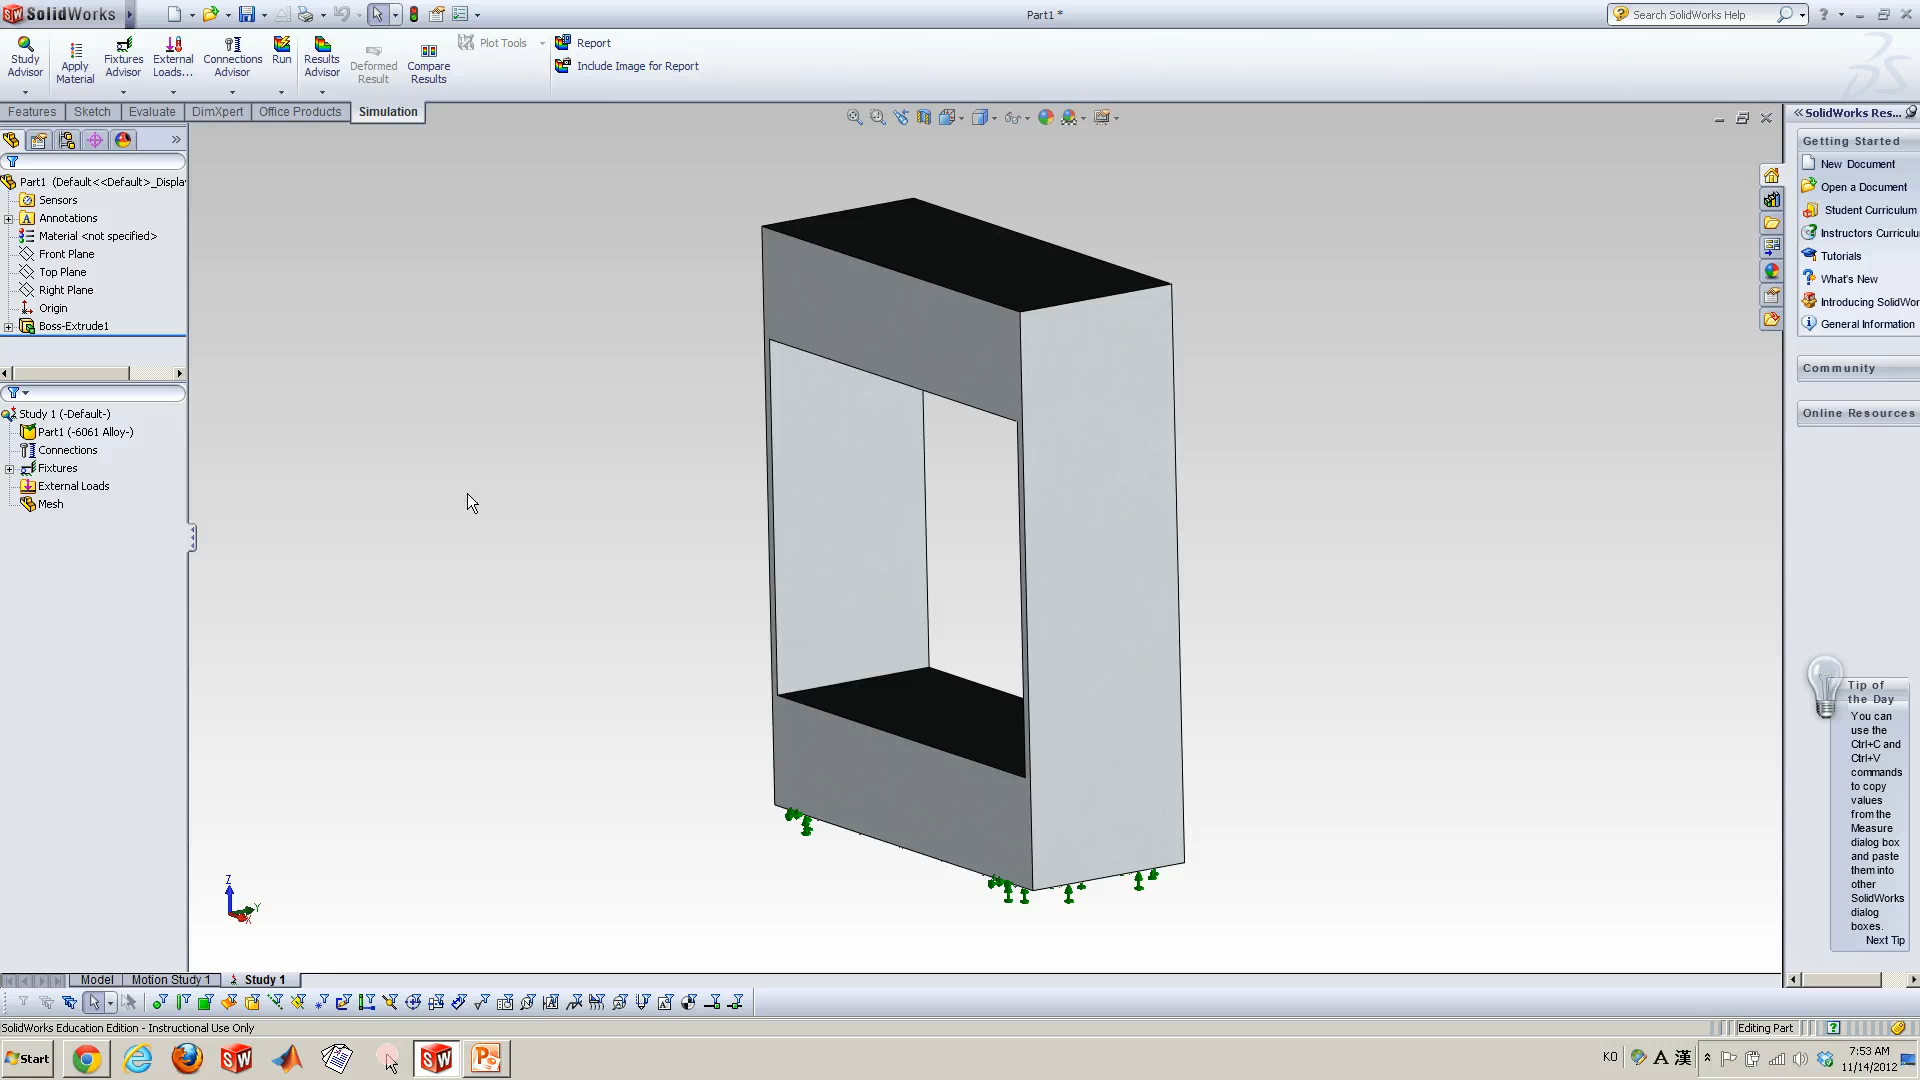 SolidWorks
Part1 *
Search SolidWorks Help
Study Advisor
Apply Material
Fixtures Advisor
External Loads...
Connections Advisor
Run
Results Advisor
Deformed Result
Compare Results
Plot Tools
Report
Include Image for Report
Features
Sketch
Evaluate
DimXpert
Office Products
Simulation
Part1 (Default<<Default>_Displa
Sensors
Annotations
Material <not specified>
Front Plane
Top Plane
Right Plane
Origin
Boss-Extrude1
Study 1 (-Default-)
Part1 (-6061 Alloy-)
Connections
Fixtures
External Loads
Mesh
Z
Y
X
SolidWorks Res...
Getting Started
New Document
Open a Document
Student Curriculum
Instructors Curriculu
Tutorials
What's New
Introducing SolidWor
General Information
Community
Online Resources
Tip of
the Day
You can
use the
Ctrl+C and
Ctrl+V
commands
to copy
values
from the
Measure
dialog box
and paste
them into
other
SolidWorks
dialog
boxes.
Next Tip
Model
Motion Study 1
Study 1
SolidWorks Education Edition - Instructional Use Only
Editing Part
Start
KO
A 漢
7:53 AM
11/14/2012